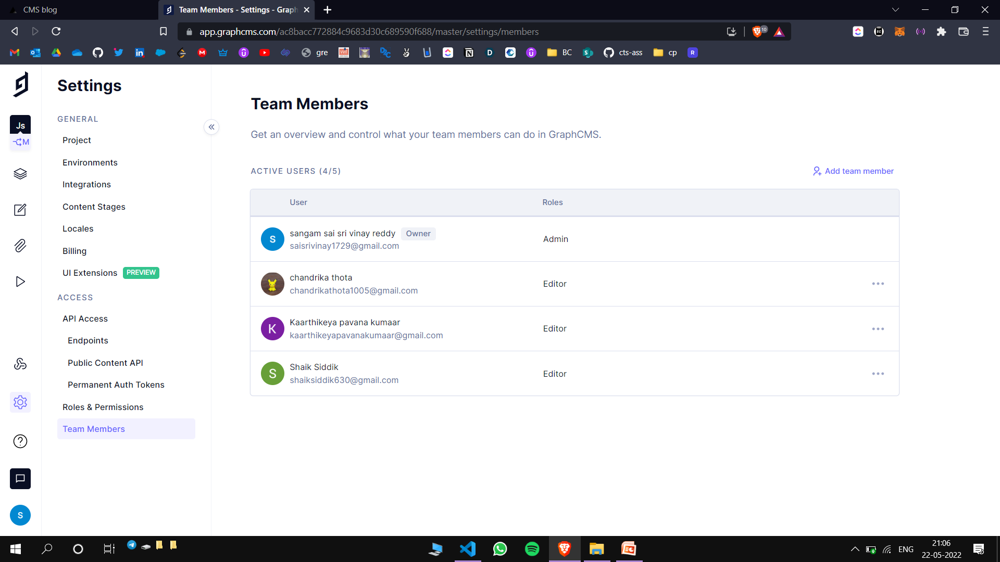 CMS blog
Team Members - Settings - Graph
app.graphcms.com/ac8bacc772884c9683d30c689590f688/master/settings/members
10
gre
BC
cts-ass
cp
R
Settings
GENERAL
Js
M
Project
Environments
Integrations
Content Stages
Locales
Billing
UI Extensions PREVIEW
ACCESS
API Access
Endpoints
Public Content API
Permanent Auth Tokens
Roles & Permissions
Team Members
S
Team Members
Get an overview and control what your team members can do in GraphCMS.
ACTIVE USERS (4/5)
Add team member
User Roles
S
sangam sai sri vinay reddy Owner
saisrivinay1729@gmail.com
Admin
chandrika thota
chandrikathota1005@gmail.com
Editor
K
Kaarthikeya pavana kumaar
kaarthikeyapavanakumaar@gmail.com
Editor
S
Shaik Siddik
shaiksiddik630@gmail.com
Editor
ENG
21:06
22-05-2022